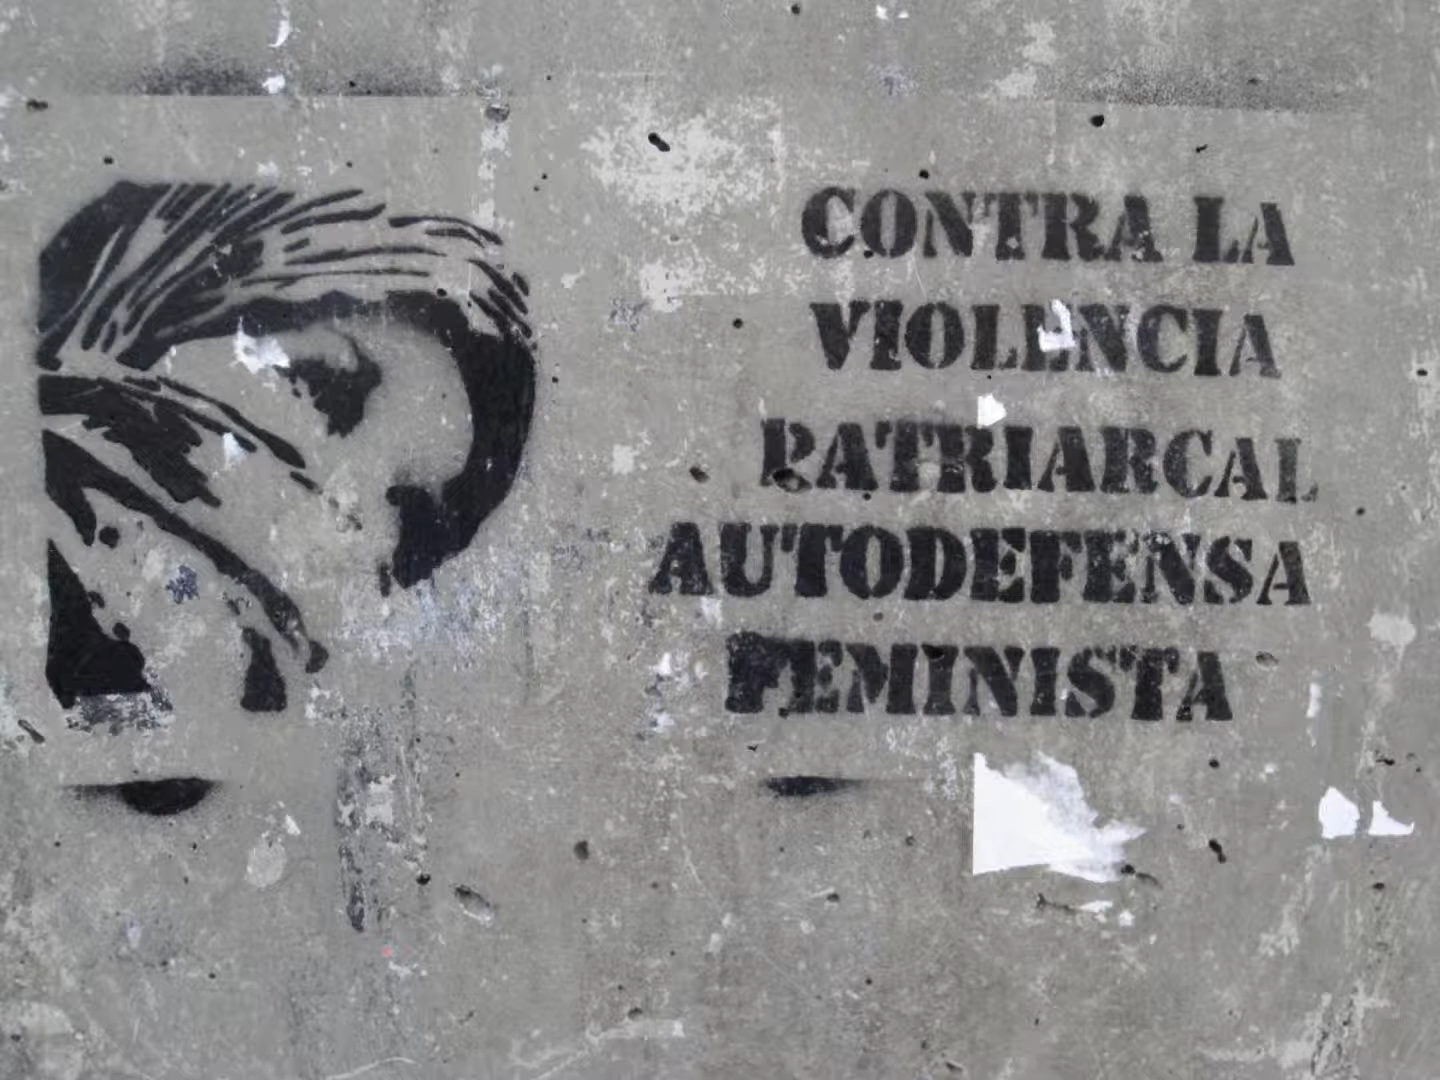 CONTRA LA
VIOLENCIA
PATRIARCAL
AUTODEFENSA
FEMINISTA